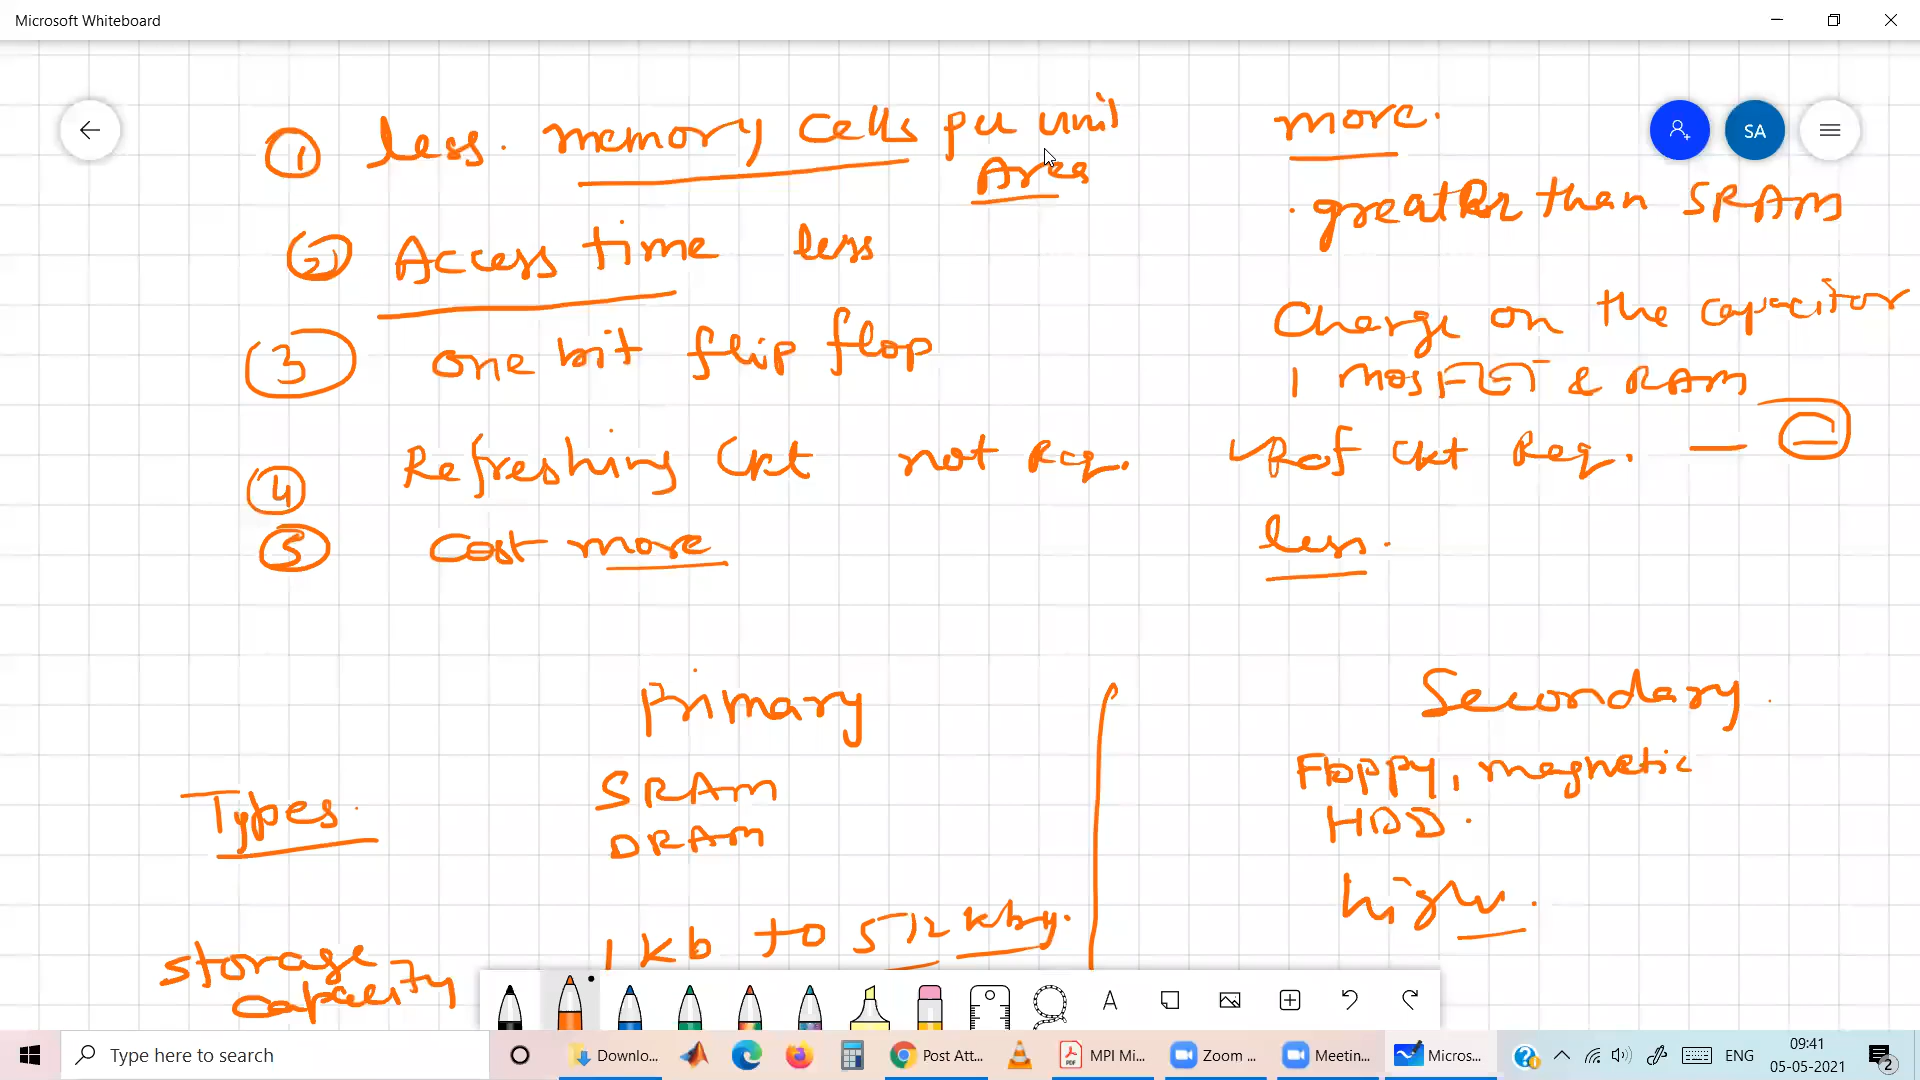 Microsoft Whiteboard
SA
① less. memory cells per unit Area
more.
② Access time less
. greater than SRAM
③ one bit flip flop
Charge on the capacitor
1 MOSFET & RAM
④ Refreshing Ckt not Req.
Ref Ckt Req. —
⑤ Cost more
less.
Primary
Secondary.
Types.
SRAM
DRAM
Floppy, magnetic
HDD.
high
storage capacity
1 kb to 512 kby.
A
Type here to search
Downlo...
Post Att...
MPI Mi...
Zoom ...
Meetin...
Micros...
ENG
09:41
05-05-2021
2